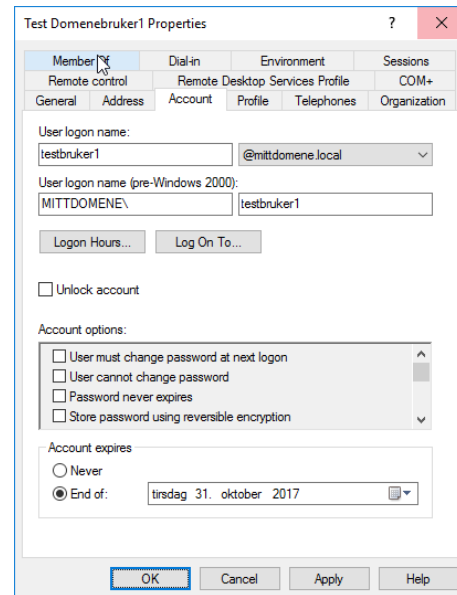 Test Domenebruker1 Properties ? ×
Member Of Dial-in Environment Sessions
Remote control Remote Desktop Services Profile COM+
General Address Account Profile Telephones Organization
User logon name:
testbruker1 @mittdomene.local
User logon name (pre-Windows 2000):
MITTDOMENE\ testbruker1
Logon Hours... Log On To...
Unlock account
Account options:
User must change password at next logon
User cannot change password
Password never expires
Store password using reversible encryption
Account expires
Never
End of: tirsdag 31. oktober 2017
OK Cancel Apply Help